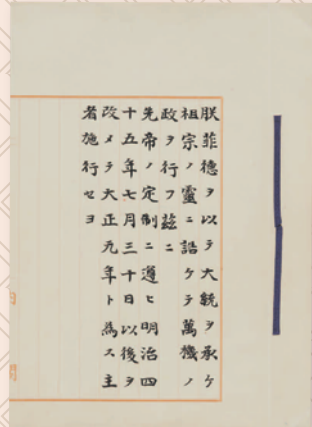 朕菲德ヲ以テ大統ヲ承ケ
祖宗ノ靈ニ誥ケテ萬機ノ
政ヲ行フ茲ニ
先帝ノ定制ニ遵ヒ明治四
十五年七月三十日以後ヲ
改メテ大正元年ト為ス主
者施行セヨ